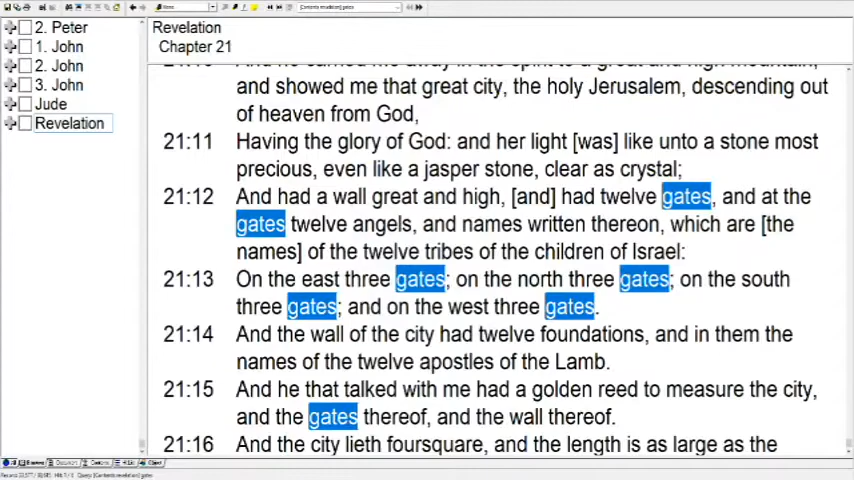 2. Peter
1. John
2. John
3. John
Jude
Revelation
Revelation
Chapter 21
and showed me that great city, the holy Jerusalem, descending out
of heaven from God,
21:11 Having the glory of God: and her light [was] like unto a stone most
precious, even like a jasper stone, clear as crystal;
21:12 And had a wall great and high, [and] had twelve gates, and at the
gates twelve angels, and names written thereon, which are [the
names] of the twelve tribes of the children of Israel:
21:13 On the east three gates; on the north three gates; on the south
three gates; and on the west three gates.
21:14 And the wall of the city had twelve foundations, and in them the
names of the twelve apostles of the Lamb.
21:15 And he that talked with me had a golden reed to measure the city,
and the gates thereof, and the wall thereof.
21:16 And the city lieth foursquare, and the length is as large as the